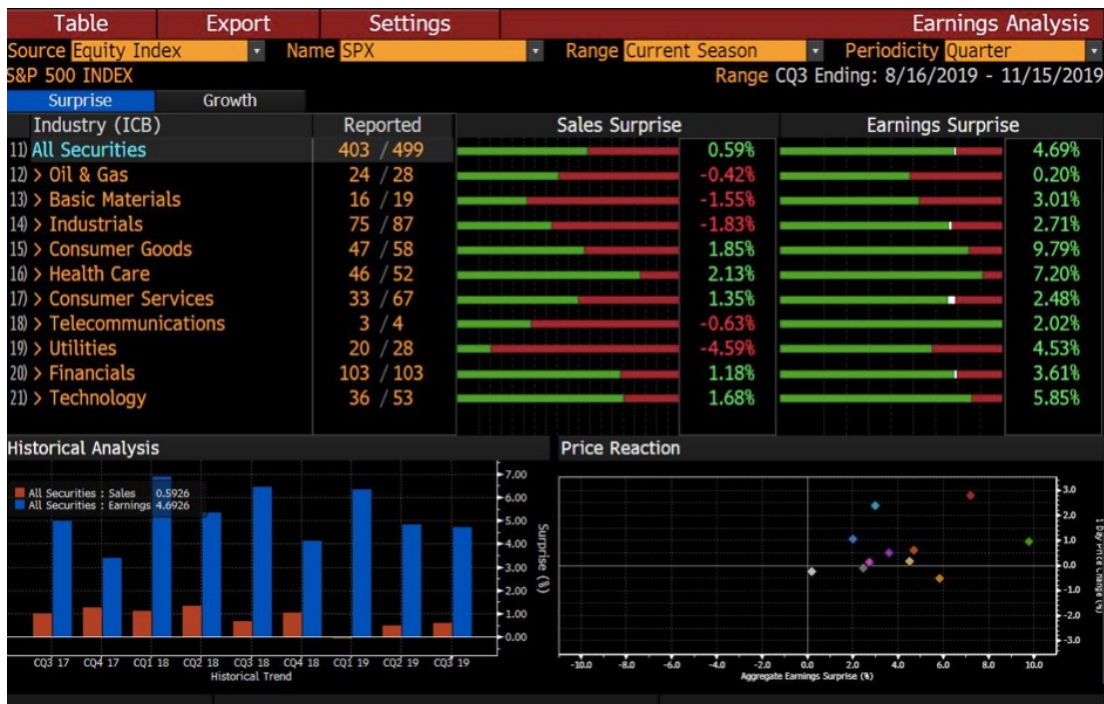 Table Export Settings Earnings Analysis
Source Equity Index Name SPX Range Current Season Periodicity Quarter
S&P 500 INDEX Range CQ3 Ending: 8/16/2019 - 11/15/2019
Surprise Growth
Industry (ICB) Reported Sales Surprise Earnings Surprise
11) All Securities 403 / 499 0.59% 4.69%
12) > Oil & Gas 24 / 28 -0.42% 0.20%
13) > Basic Materials 16 / 19 -1.55% 3.01%
14) > Industrials 75 / 87 -1.83% 2.71%
15) > Consumer Goods 47 / 58 1.85% 9.79%
16) > Health Care 46 / 52 2.13% 7.20%
17) > Consumer Services 33 / 67 1.35% 2.48%
18) > Telecommunications 3 / 4 -0.63% 2.02%
19) > Utilities 20 / 28 -4.59% 4.53%
20) > Financials 103 / 103 1.18% 3.61%
21) > Technology 36 / 53 1.68% 5.85%
Historical Analysis
All Securities : Sales 0.5926
All Securities : Earnings 4.6926
7.00
6.00
5.00
4.00
3.00
2.00
1.00
0.00
Surprise (%)
CQ3 17 CQ4 17 CQ1 18 CQ2 18 CQ3 18 CQ4 18 CQ1 19 CQ2 19 CQ3 19
Historical Trend
Price Reaction
3.0
2.0
1.0
0.0
-1.0
-2.0
-3.0
1 Day Price Change (%)
-10.0 -8.0 -6.0 -4.0 -2.0 0.0 2.0 4.0 6.0 8.0 10.0
Aggregate Earnings Surprise (%)